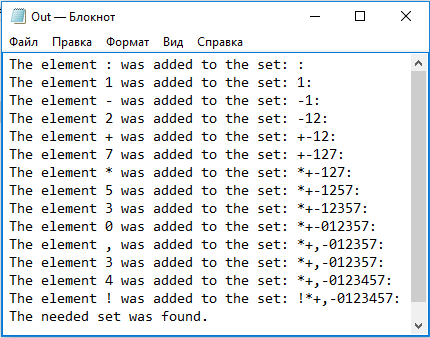 Out — Блокнот
Файл Правка Формат Вид Справка
The element : was added to the set: :
The element 1 was added to the set: 1:
The element - was added to the set: -1:
The element 2 was added to the set: -12:
The element + was added to the set: +-12:
The element 7 was added to the set: +-127:
The element * was added to the set: *+-127:
The element 5 was added to the set: *+-1257:
The element 3 was added to the set: *+-12357:
The element 0 was added to the set: *+-012357:
The element , was added to the set: *+,-012357:
The element 3 was added to the set: *+,-012357:
The element 4 was added to the set: *+,-0123457:
The element ! was added to the set: !*+,-0123457:
The needed set was found.